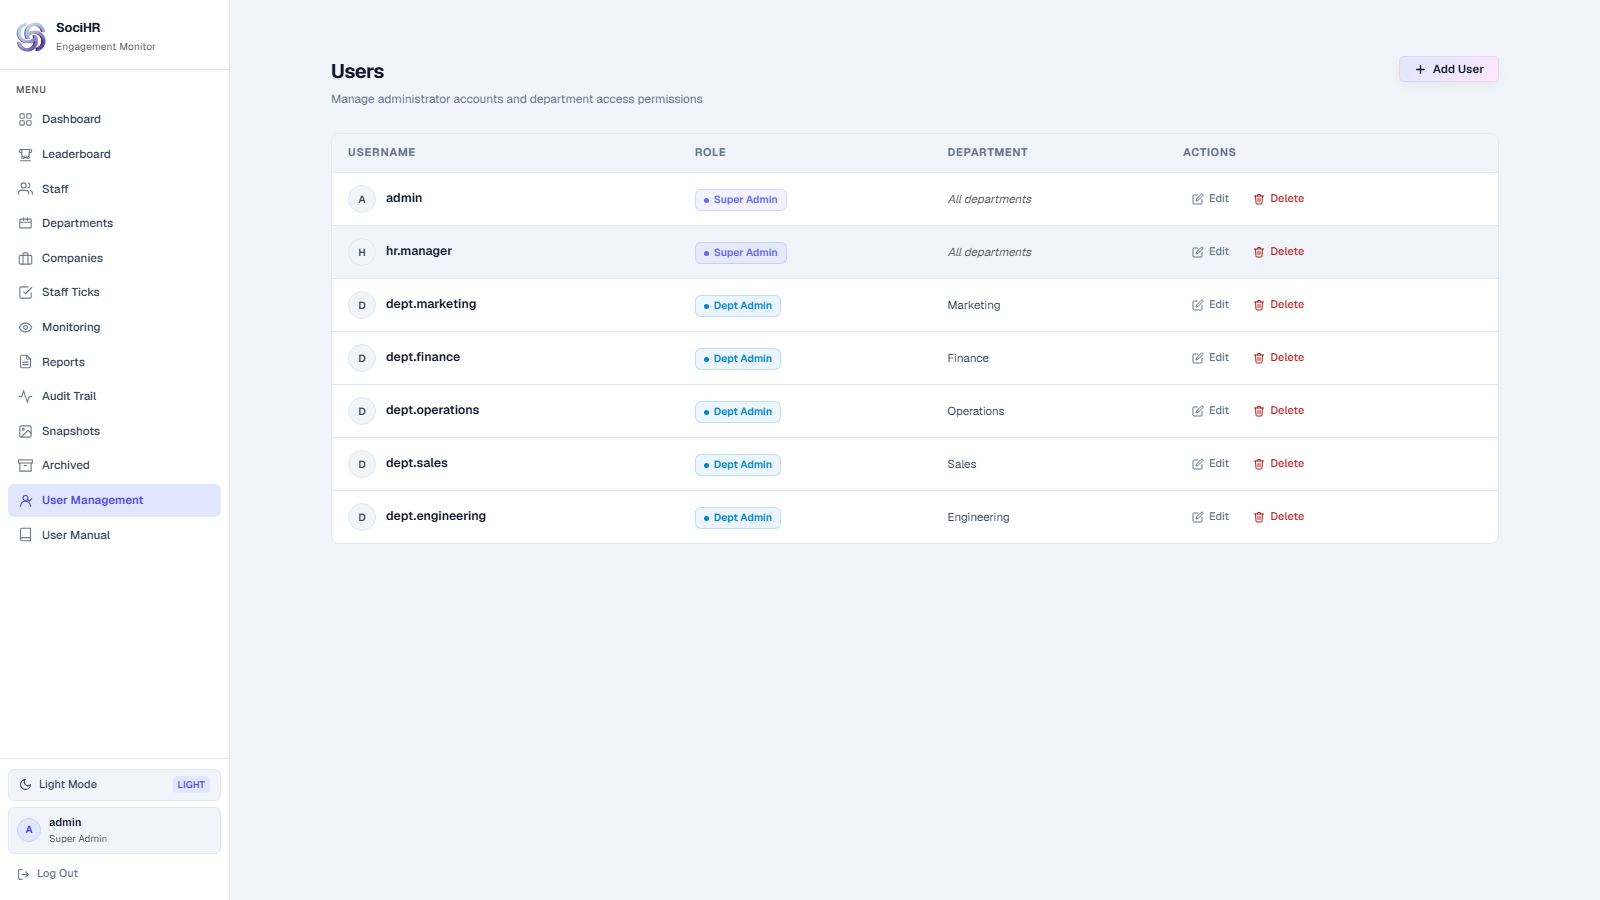 SociHR
Engagement Monitor
MENU
Dashboard
Leaderboard
Staff
Departments
Companies
Staff Ticks
Monitoring
Reports
Audit Trail
Snapshots
Archived
User Management
User Manual
Light Mode LIGHT
A admin
Super Admin
Log Out
Users
Manage administrator accounts and department access permissions
Add User
USERNAME ROLE DEPARTMENT ACTIONS
A admin Super Admin All departments Edit Delete
H hr.manager Super Admin All departments Edit Delete
D dept.marketing Dept Admin Marketing Edit Delete
D dept.finance Dept Admin Finance Edit Delete
D dept.operations Dept Admin Operations Edit Delete
D dept.sales Dept Admin Sales Edit Delete
D dept.engineering Dept Admin Engineering Edit Delete